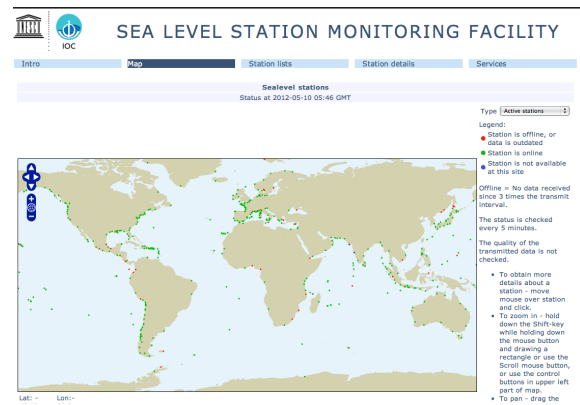 SEA LEVEL STATION MONITORING FACILITY
IOC
Intro
Map
Station lists
Station details
Services
Sealevel stations
Status at 2012-05-10 05:46 GMT
Type Active stations
Legend:
Station is offline, or
data is outdated
Station is online
Station is not available
at this site
Offline = No data received
since 3 times the transmit
interval.
The status is checked
every 5 minutes.
The quality of the
transmitted data is not
checked.
• To obtain more
details about a
station - move
mouse over station
and click.
• To zoom in - hold
down the Shift-key
while holding down
the mouse button
and drawing a
rectangle or use the
Scroll mouse button,
or use the control
buttons in upper left
part of map.
• To pan - drag the
Lat: - Lon:-